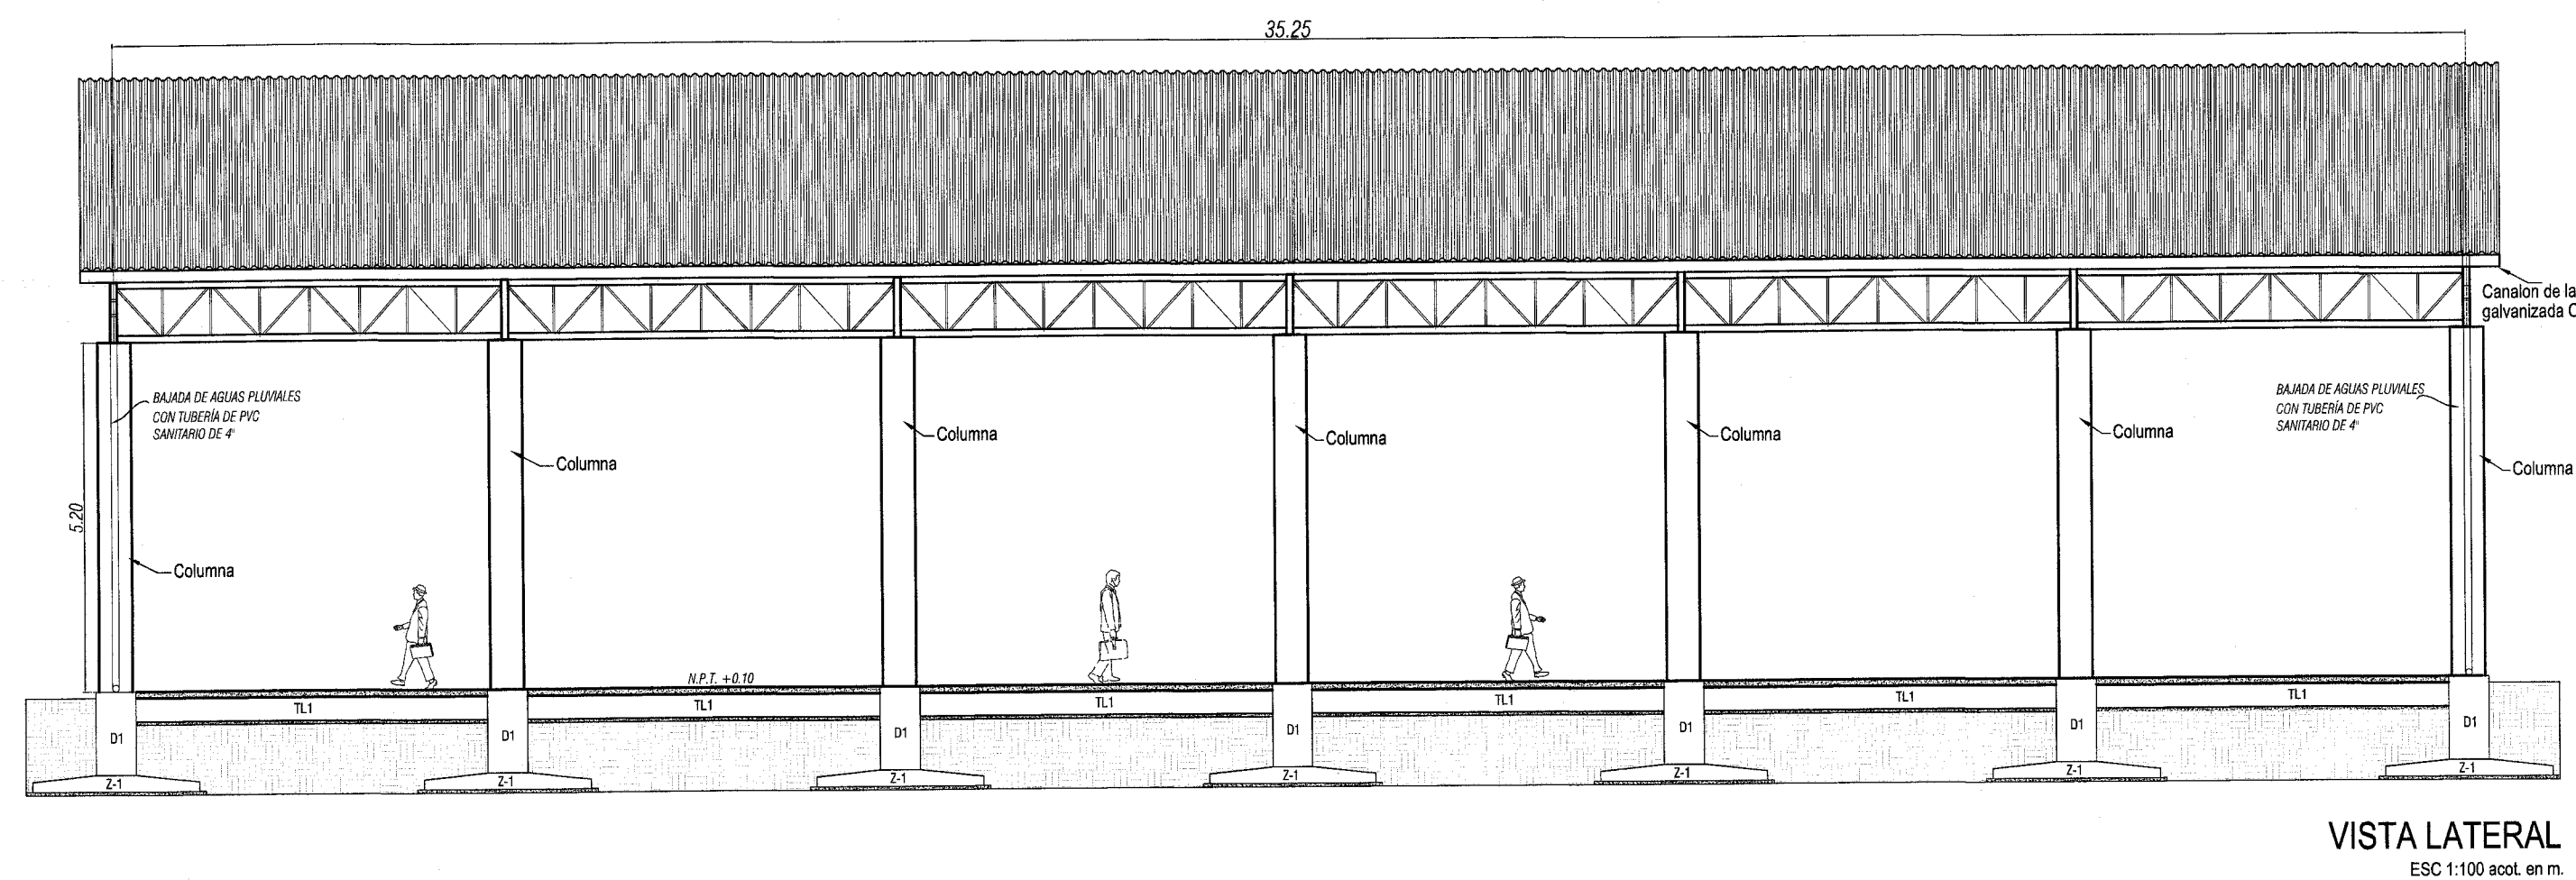 35.25
Canalon de la
galvanizada C
BAJADA DE AGUAS PLUVIALES
CON TUBERÍA DE PVC
SANITARIO DE 4"
BAJADA DE AGUAS PLUVIALES
CON TUBERÍA DE PVC
SANITARIO DE 4"
Columna
Columna
Columna
Columna
Columna
Columna
Columna
5.20
N.P.T. +0.10
TL1
TL1
TL1
TL1
TL1
TL1
D1
D1
D1
D1
D1
D1
D1
Z-1
Z-1
Z-1
Z-1
Z-1
Z-1
Z-1
VISTA LATERAL
ESC 1:100 acot. en m.